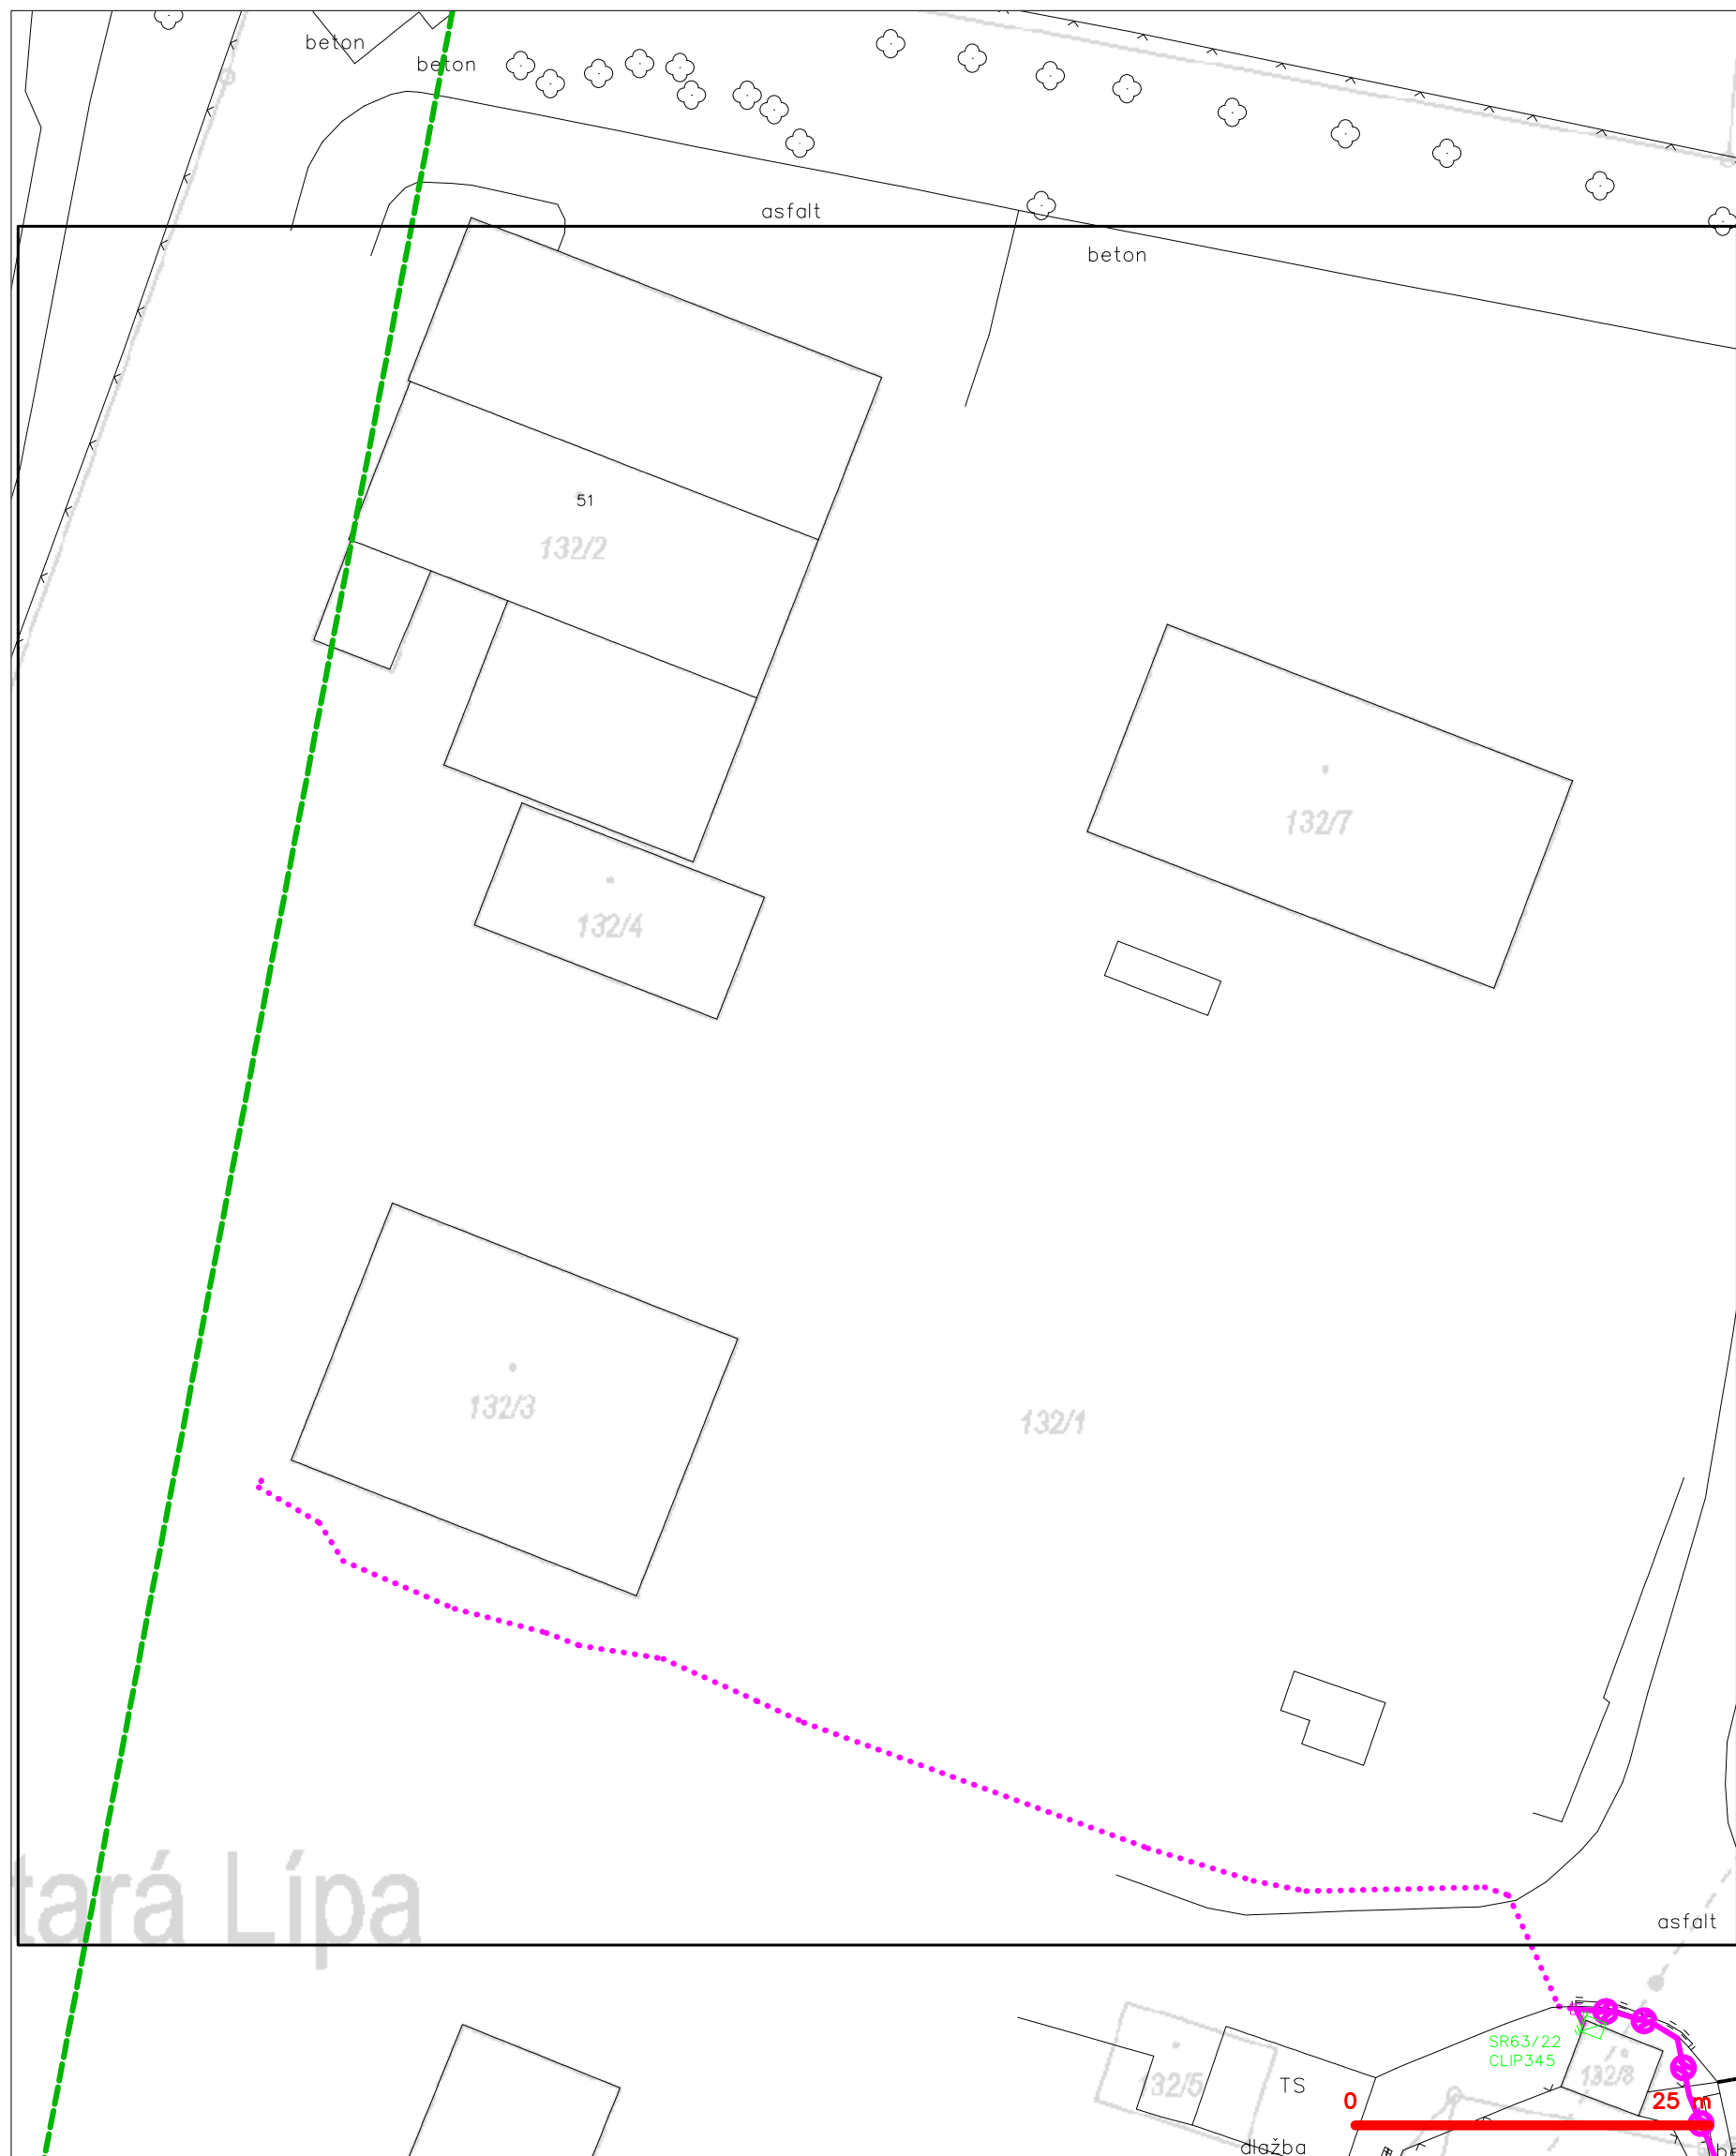 beton
beton
asfalt
beton
51
132/2
132/7
132/4
132/3
132/1
tará Lípa
asfalt
SR63/22
CLIP345
132/8
132/5
TS
0
25 m
dlažba